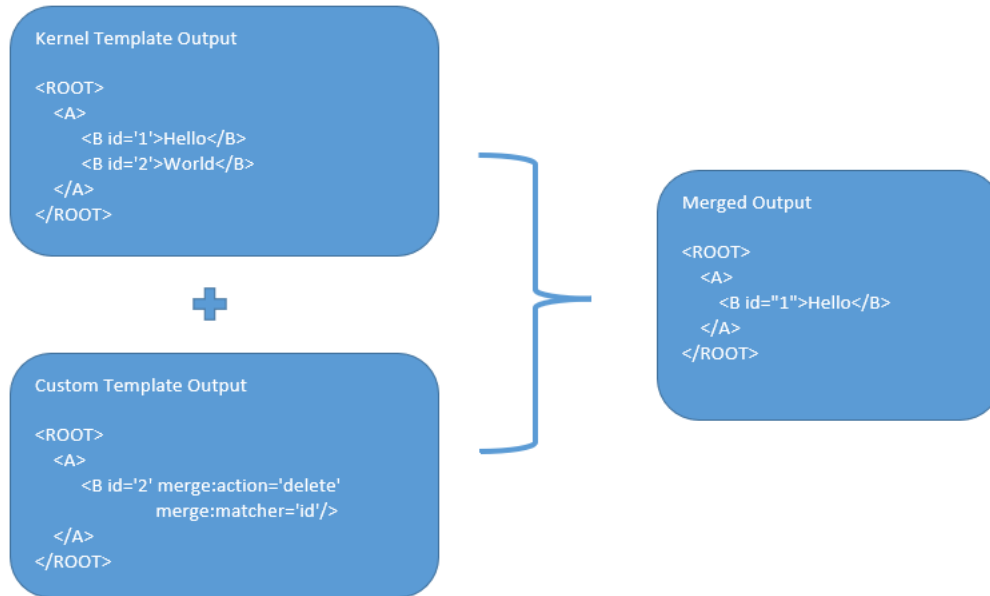 Kernel Template Output
<ROOT>
<A>
<B id='1'>Hello</B>
<B id='2'>World</B>
</A>
</ROOT>
Custom Template Output
<ROOT>
<A>
<B id='2' merge:action='delete'
merge:matcher='id'/>
</A>
</ROOT>
Merged Output
<ROOT>
<A>
<B id="1">Hello</B>
</A>
</ROOT>